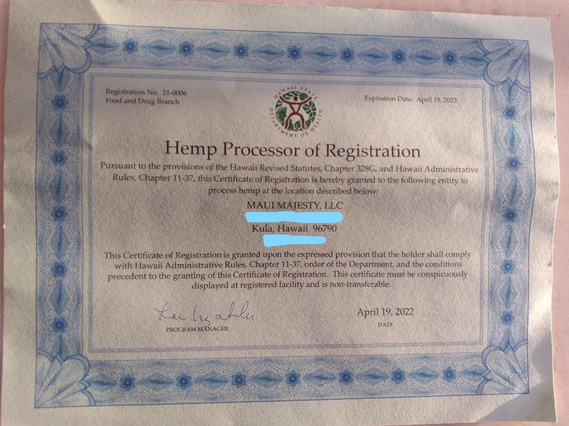 Registration No. 21-0006
Food and Drug Branch
Expiration Date: April 19, 2023
HAWAII STATE
DEPARTMENT OF HEALTH
Hemp Processor of Registration
Pursuant to the provisions of the Hawaii Revised Statutes, Chapter 328G, and Hawaii Administrative
Rules, Chapter 11-37, this Certificate of Registration is hereby granted to the following entity to
process hemp at the location described below:
MAUI MAJESTY, LLC
Kula, Hawaii 96790
This Certificate of Registration is granted upon the expressed provision that the holder shall
comply with Hawaii Administrative Rules, Chapter 11-37, order of the Department, and the conditions
precedent to the granting of this Certificate of Registration. This certificate must be conspicuously
displayed at registered facility and is non-transferable.
PROGRAM MANAGER
April 19, 2022
DATE